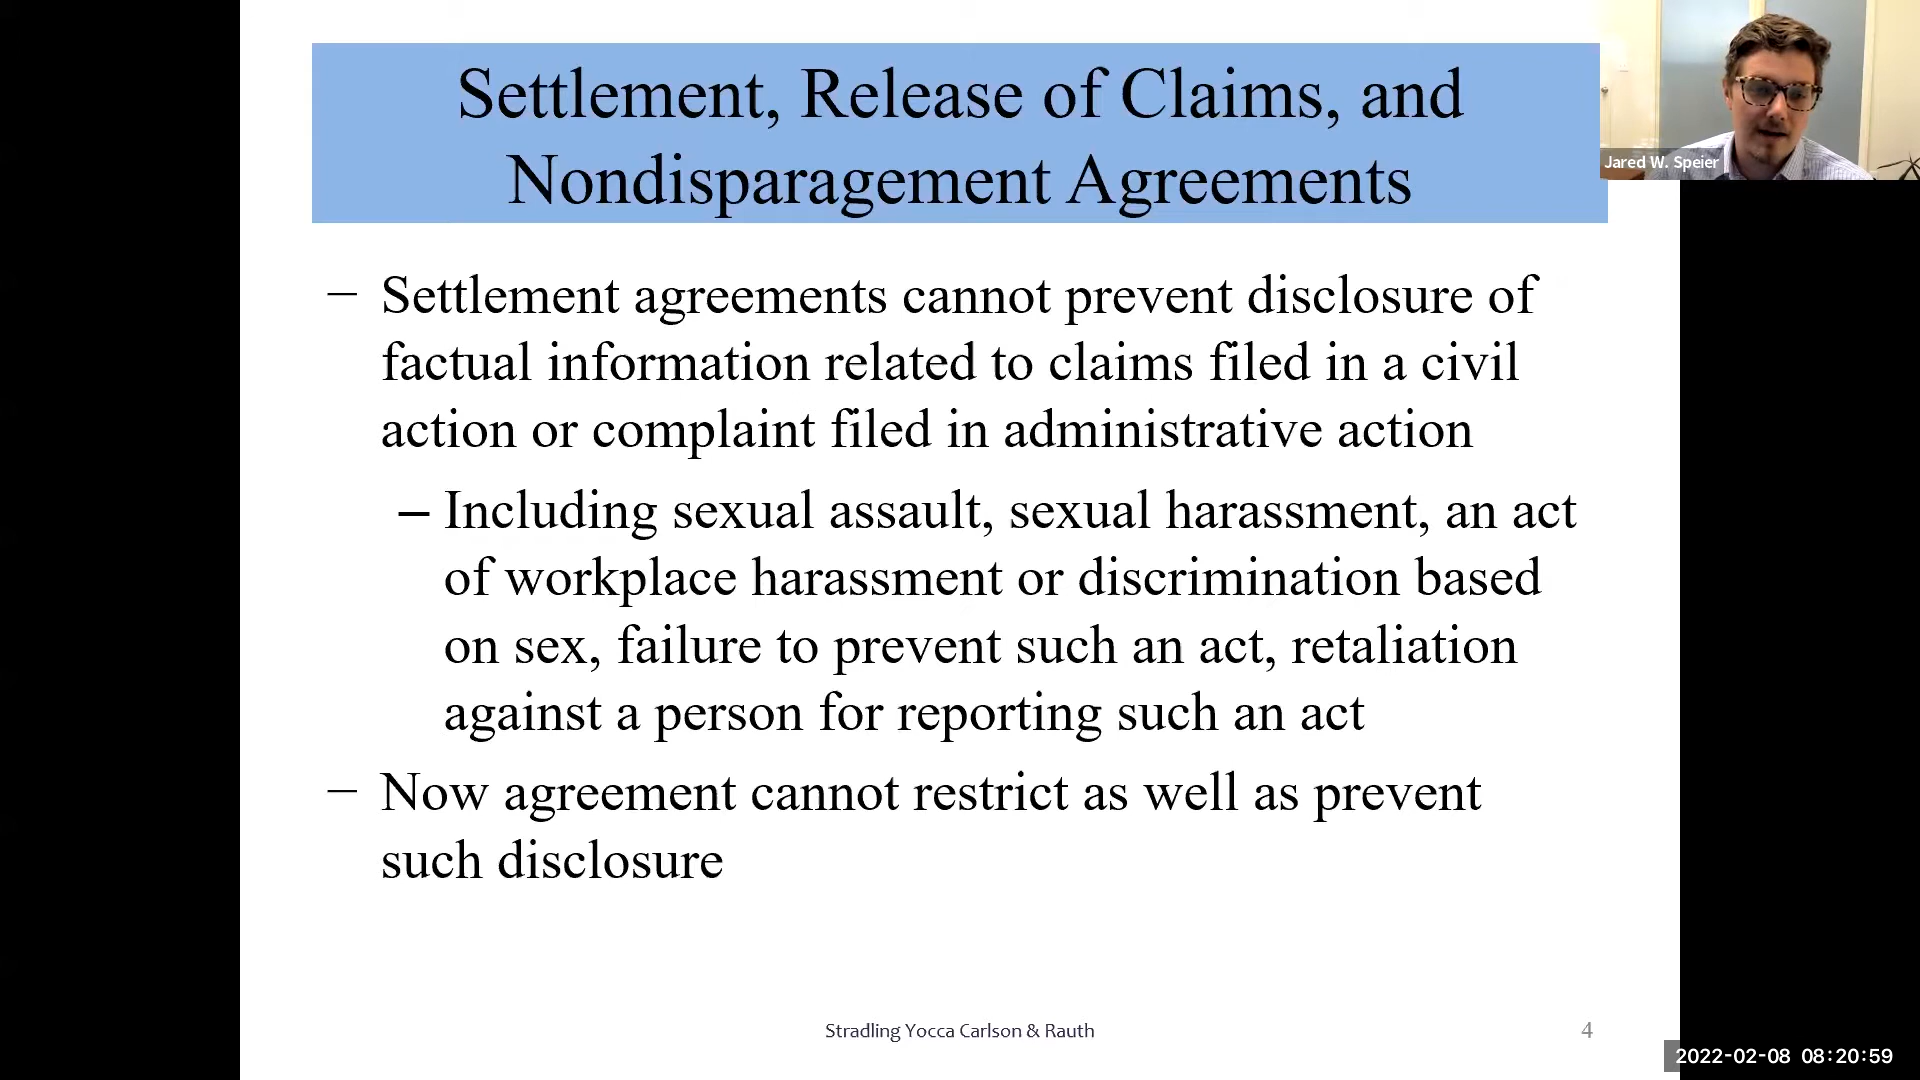 Settlement, Release of Claims, and
Nondisparagement Agreements
Jared W. Speier
– Settlement agreements cannot prevent disclosure of
factual information related to claims filed in a civil
action or complaint filed in administrative action
– Including sexual assault, sexual harassment, an act
of workplace harassment or discrimination based
on sex, failure to prevent such an act, retaliation
against a person for reporting such an act
– Now agreement cannot restrict as well as prevent
such disclosure
Stradling Yocca Carlson & Rauth
4
2022-02-08 08:20:59